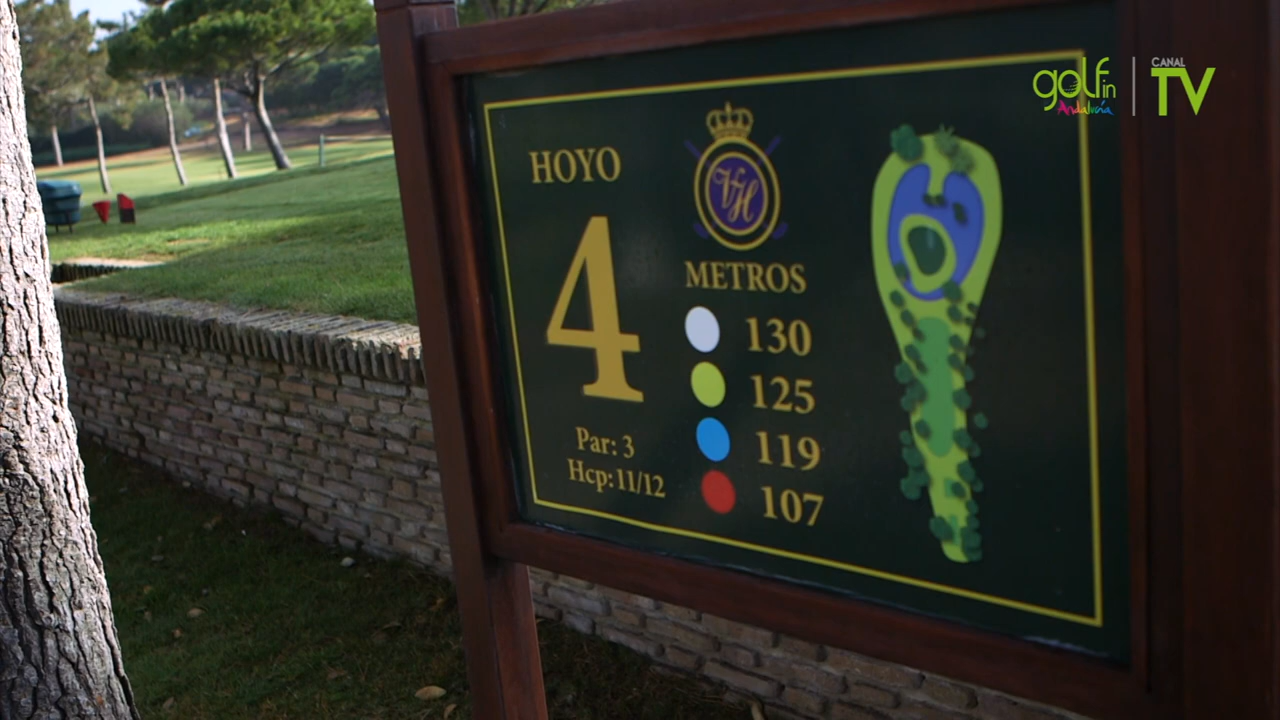 golf in
Andalucía
CANAL
TV
HOYO
4
Par: 3
Hcp:11/12
VH
METROS
130
125
119
107